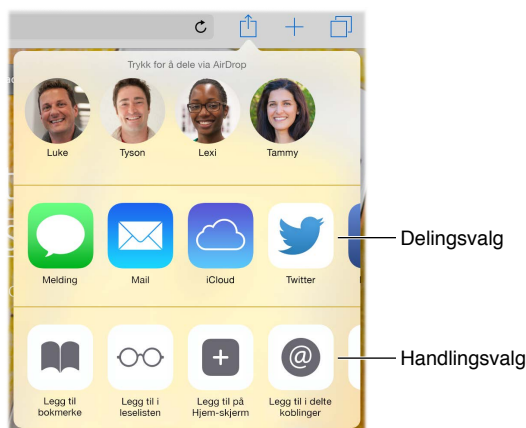 Trykk for å dele via AirDrop
Luke Tyson Lexi Tammy
Delingsvalg
Melding Mail iCloud Twitter
Handlingsvalg
Legg til bokmerke
Legg til i leselisten
Legg til på Hjem-skjerm
Legg til i delte koblinger